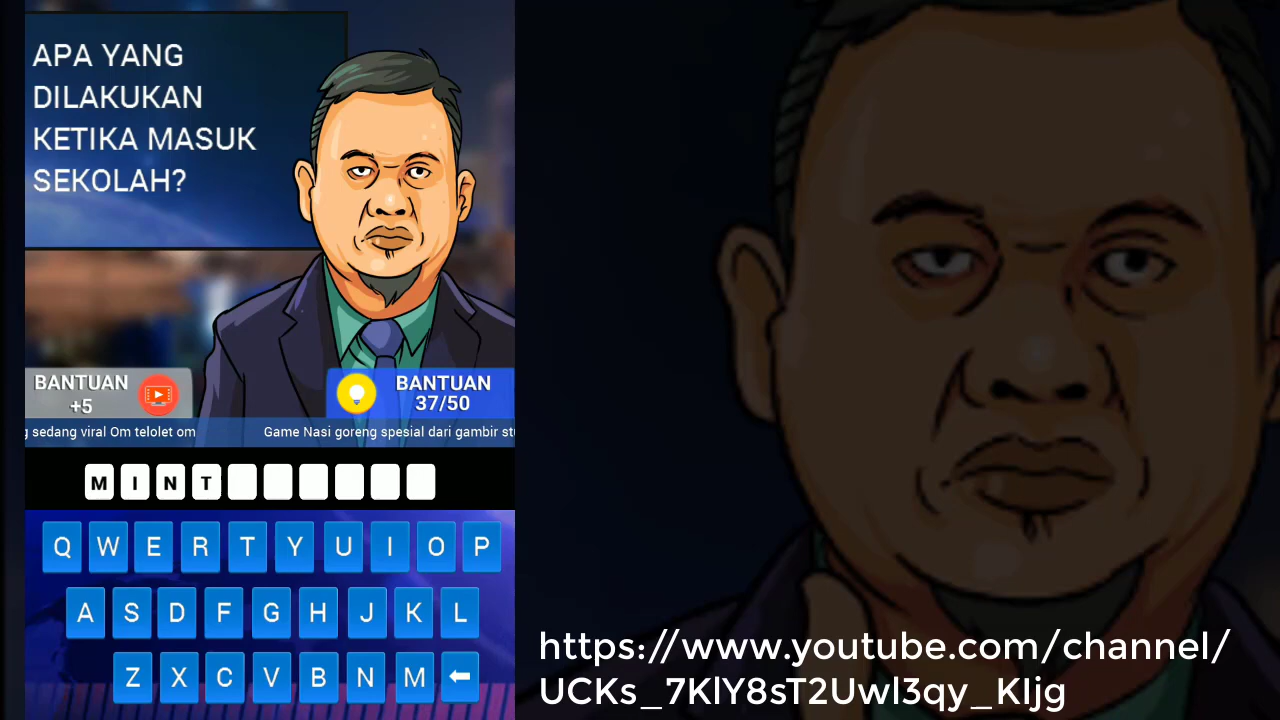 APA YANG
DILAKUKAN
KETIKA MASUK
SEKOLAH?
BANTUAN
+5
BANTUAN
37/50
sedang viral Om telolet om
Game Nasi goreng spesial dari gambir
M I N T
Q W E R T Y U I O P
A S D F G H J K L
Z X C V B N M
https://www.youtube.com/channel/
UCKs_7KlY8sT2Uwl3qy_KIjg